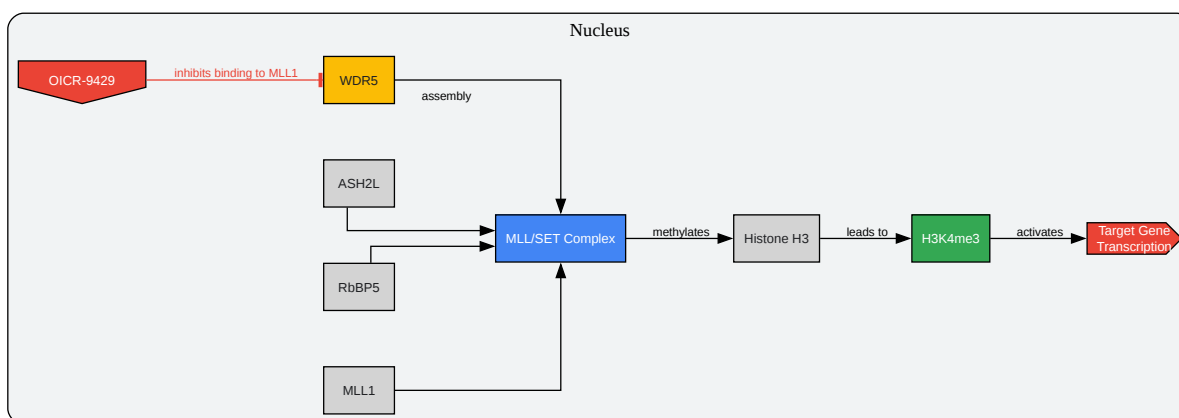 Nucleus
OICR-9429
inhibits binding to MLL1
WDR5
assembly
ASH2L
RbBP5
MLL1
MLL/SET Complex
methylates
Histone H3
leads to
H3K4me3
activates
Target Gene
Transcription